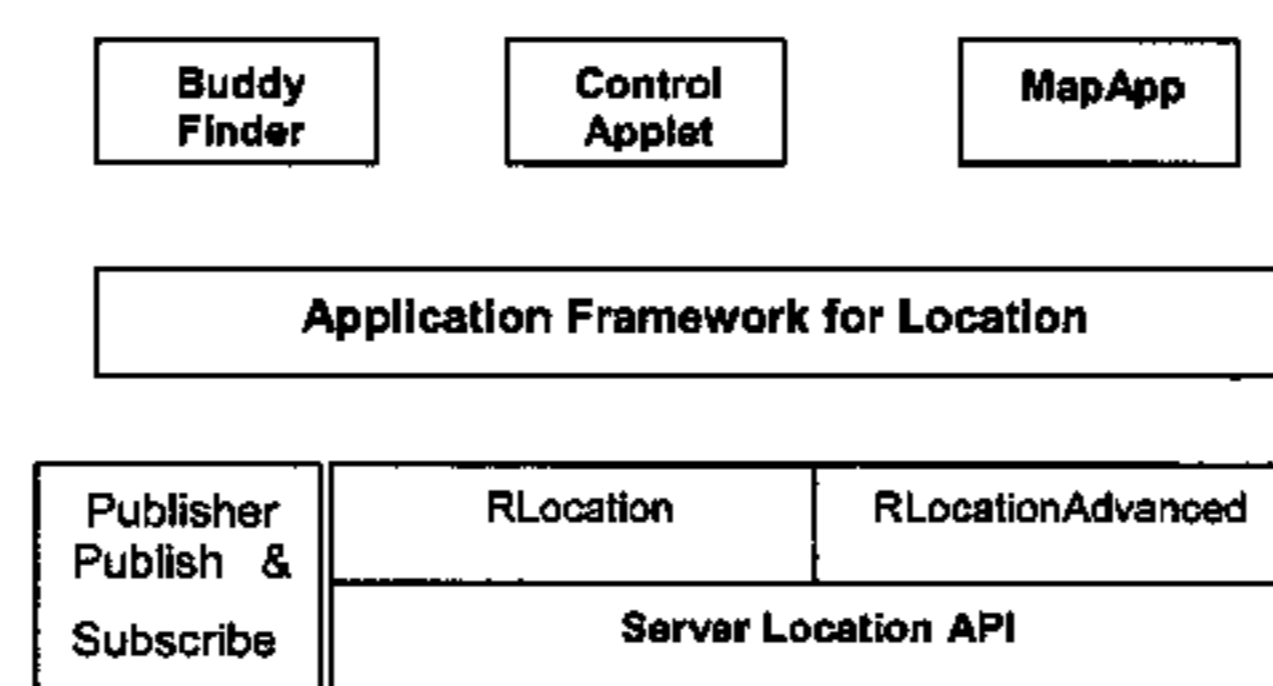 Buddy
Finder
Control
Applet
MapApp
Application Framework for Location
Publisher
Publish &
Subscribe
RLocation
RLocationAdvanced
Server Location API